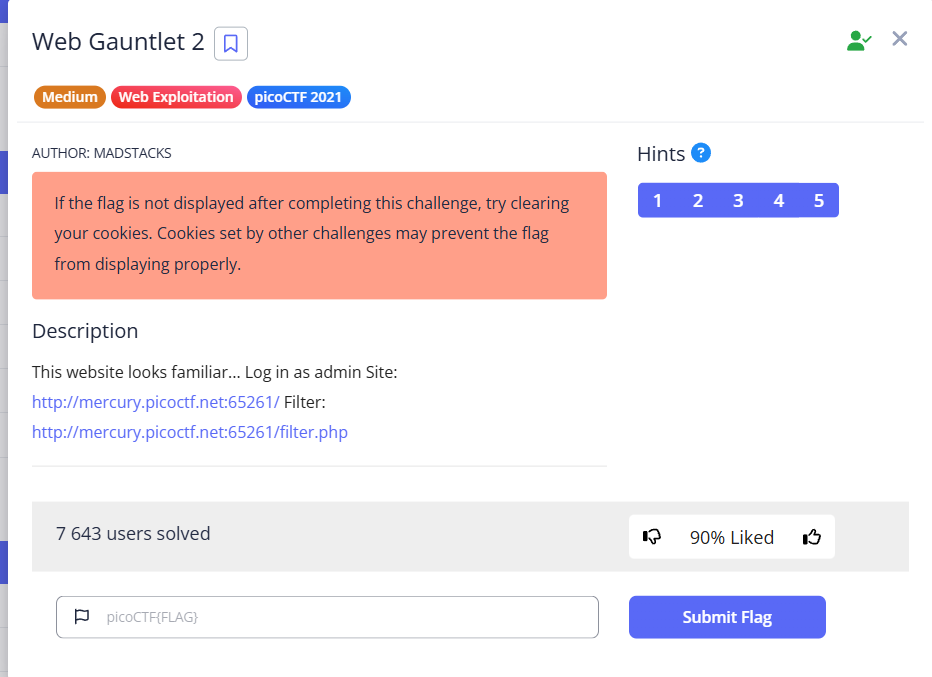 Web Gauntlet 2
Medium Web Exploitation picoCTF 2021
AUTHOR: MADSTACKS
If the flag is not displayed after completing this challenge, try clearing
your cookies. Cookies set by other challenges may prevent the flag
from displaying properly.
Description
This website looks familiar... Log in as admin Site:
http://mercury.picoctf.net:65261/ Filter:
http://mercury.picoctf.net:65261/filter.php
Hints ?
1 2 3 4 5
7 643 users solved
90% Liked
picoCTF{FLAG}
Submit Flag